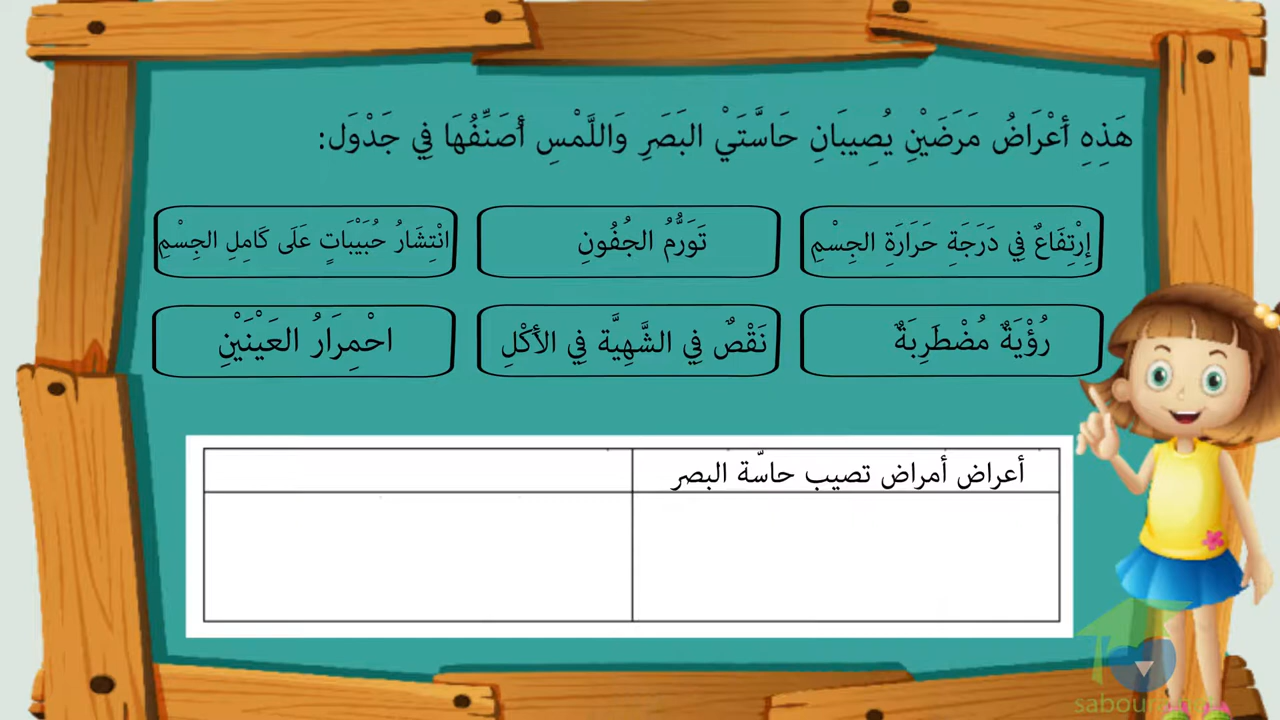 هَذِهِ أَعْرَاضُ مَرَضَيْنِ يُصِيبَانِ حَاسَّتَيْ البَصَرِ وَاللَّمْسِ أُصَنِّفُهَا فِي جَدْوَل:
إِرْتِفَاعٌ فِي دَرَجَةِ حَرَارَةِ الجِسْمِ
تَوَرُّمُ الجُفُونِ
انْتِشَارُ حُبَيْبَاتٍ عَلَى كَامِلِ الجِسْمِ
رُؤْيَةٌ مُضْطَرِبَةٌ
نَقْصٌ فِي الشَّهِيَّة فِي الأَكْلِ
احْمِرَارُ العَيْنَيْنِ
أعراض أمراض تصيب حاسّة البصر